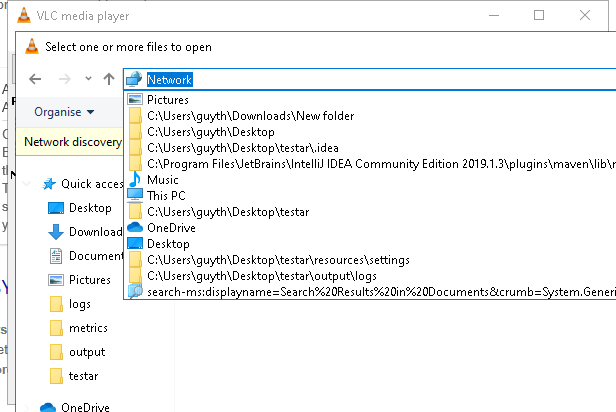 VLC media player
Select one or more files to open
Network
Organise
Pictures
C:\Users\guyth\Downloads\New folder
C:\Users\guyth\Desktop
Network discovery
C:\Users\guyth\Desktop\testar\.idea
C:\Program Files\JetBrains\IntelliJ IDEA Community Edition 2019.1.3\plugins\maven\lib\
Quick acces
Music
This PC
Desktop
C:\Users\guyth\Desktop\testar
Download
OneDrive
Desktop
Document
C:\Users\guyth\Desktop\testar\resources\settings
Pictures
C:\Users\guyth\Desktop\testar\output\logs
search-ms:displayname=Search%20Results%20in%20Documents&crumb=System.Generi
logs
metrics
output
testar
OneDrive